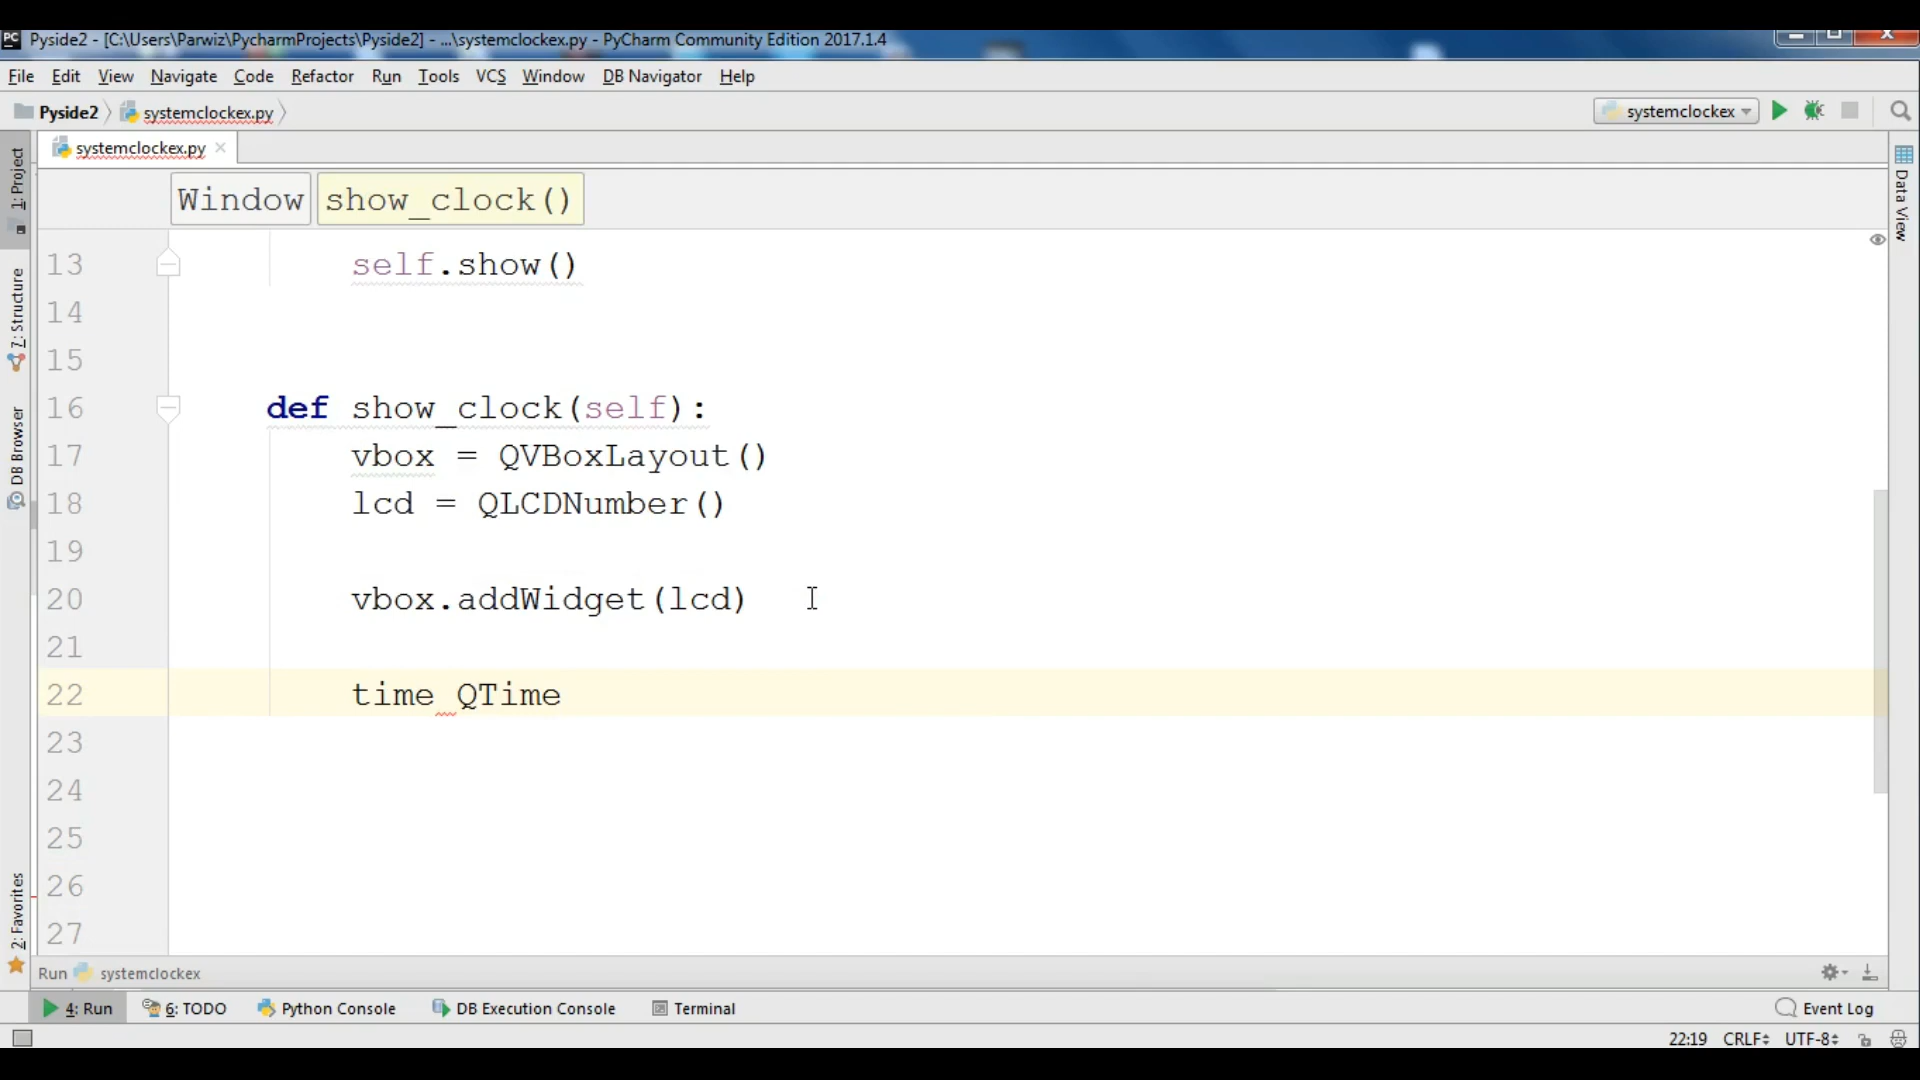 PC Pyside2 - [C:\Users\Parwiz\PycharmProjects\Pyside2] - ...\systemclockex.py - PyCharm Community Edition 2017.1.4
File Edit View Navigate Code Refactor Run Tools VCS Window DB Navigator Help
Pyside2 systemclockex.py systemclockex
systemclockex.py
Window show_clock()
13 self.show()
14
15
16 def show_clock(self):
17 vbox = QVBoxLayout()
18 lcd = QLCDNumber()
19
20 vbox.addWidget(lcd)
21
22 time QTime
23
24
25
26
27
1: Project
7: Structure
DB Browser
2: Favorites
Data View
Run systemclockex
4: Run 6: TODO Python Console DB Execution Console Terminal Event Log
22:19 CRLF UTF-8